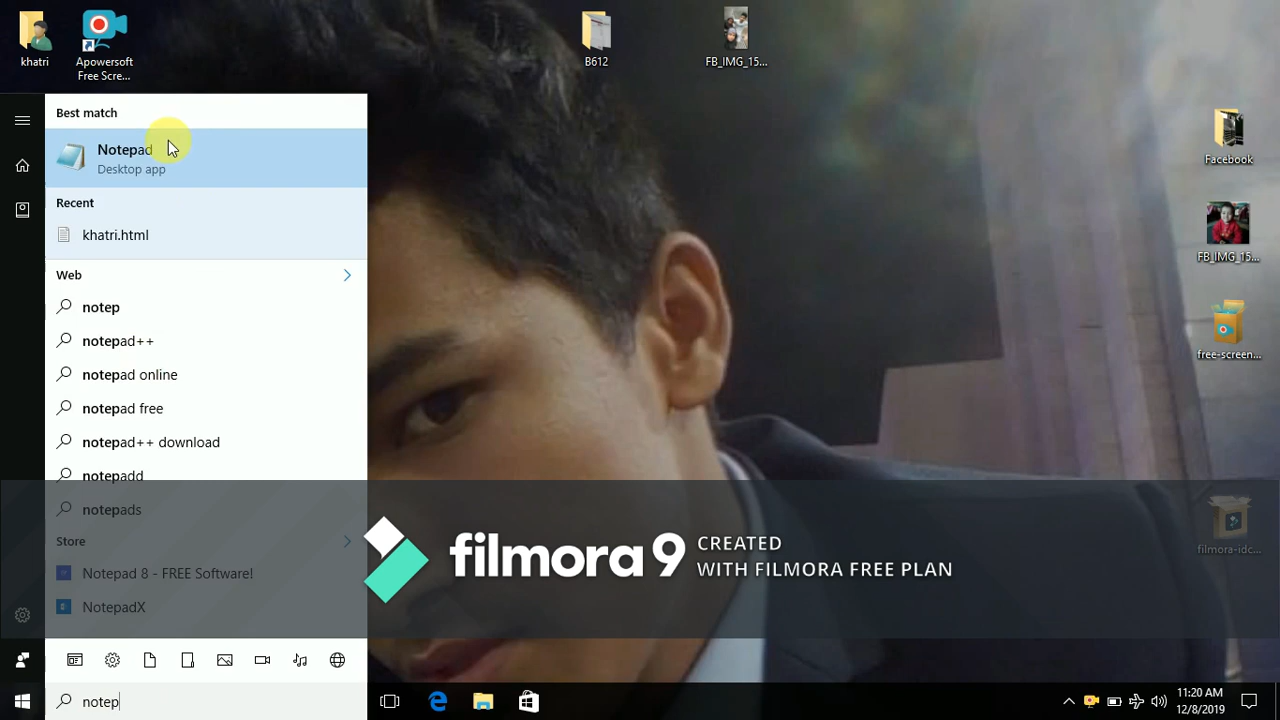 khatri
Apowersoft
Free Scre...
B612
FB_IMG_15...
Best match
Notepad
Desktop app
Recent
khatri.html
Web
notep
notepad++
notepad online
notepad free
notepad++ download
notepadd
notepads
Store
Notepad 8 - FREE Software!
NotepadX
notep
Facebook
FB_IMG_15...
free-screen...
filmora-idc...
filmora 9
CREATED
WITH FILMORA FREE PLAN
11:20 AM
12/8/2019